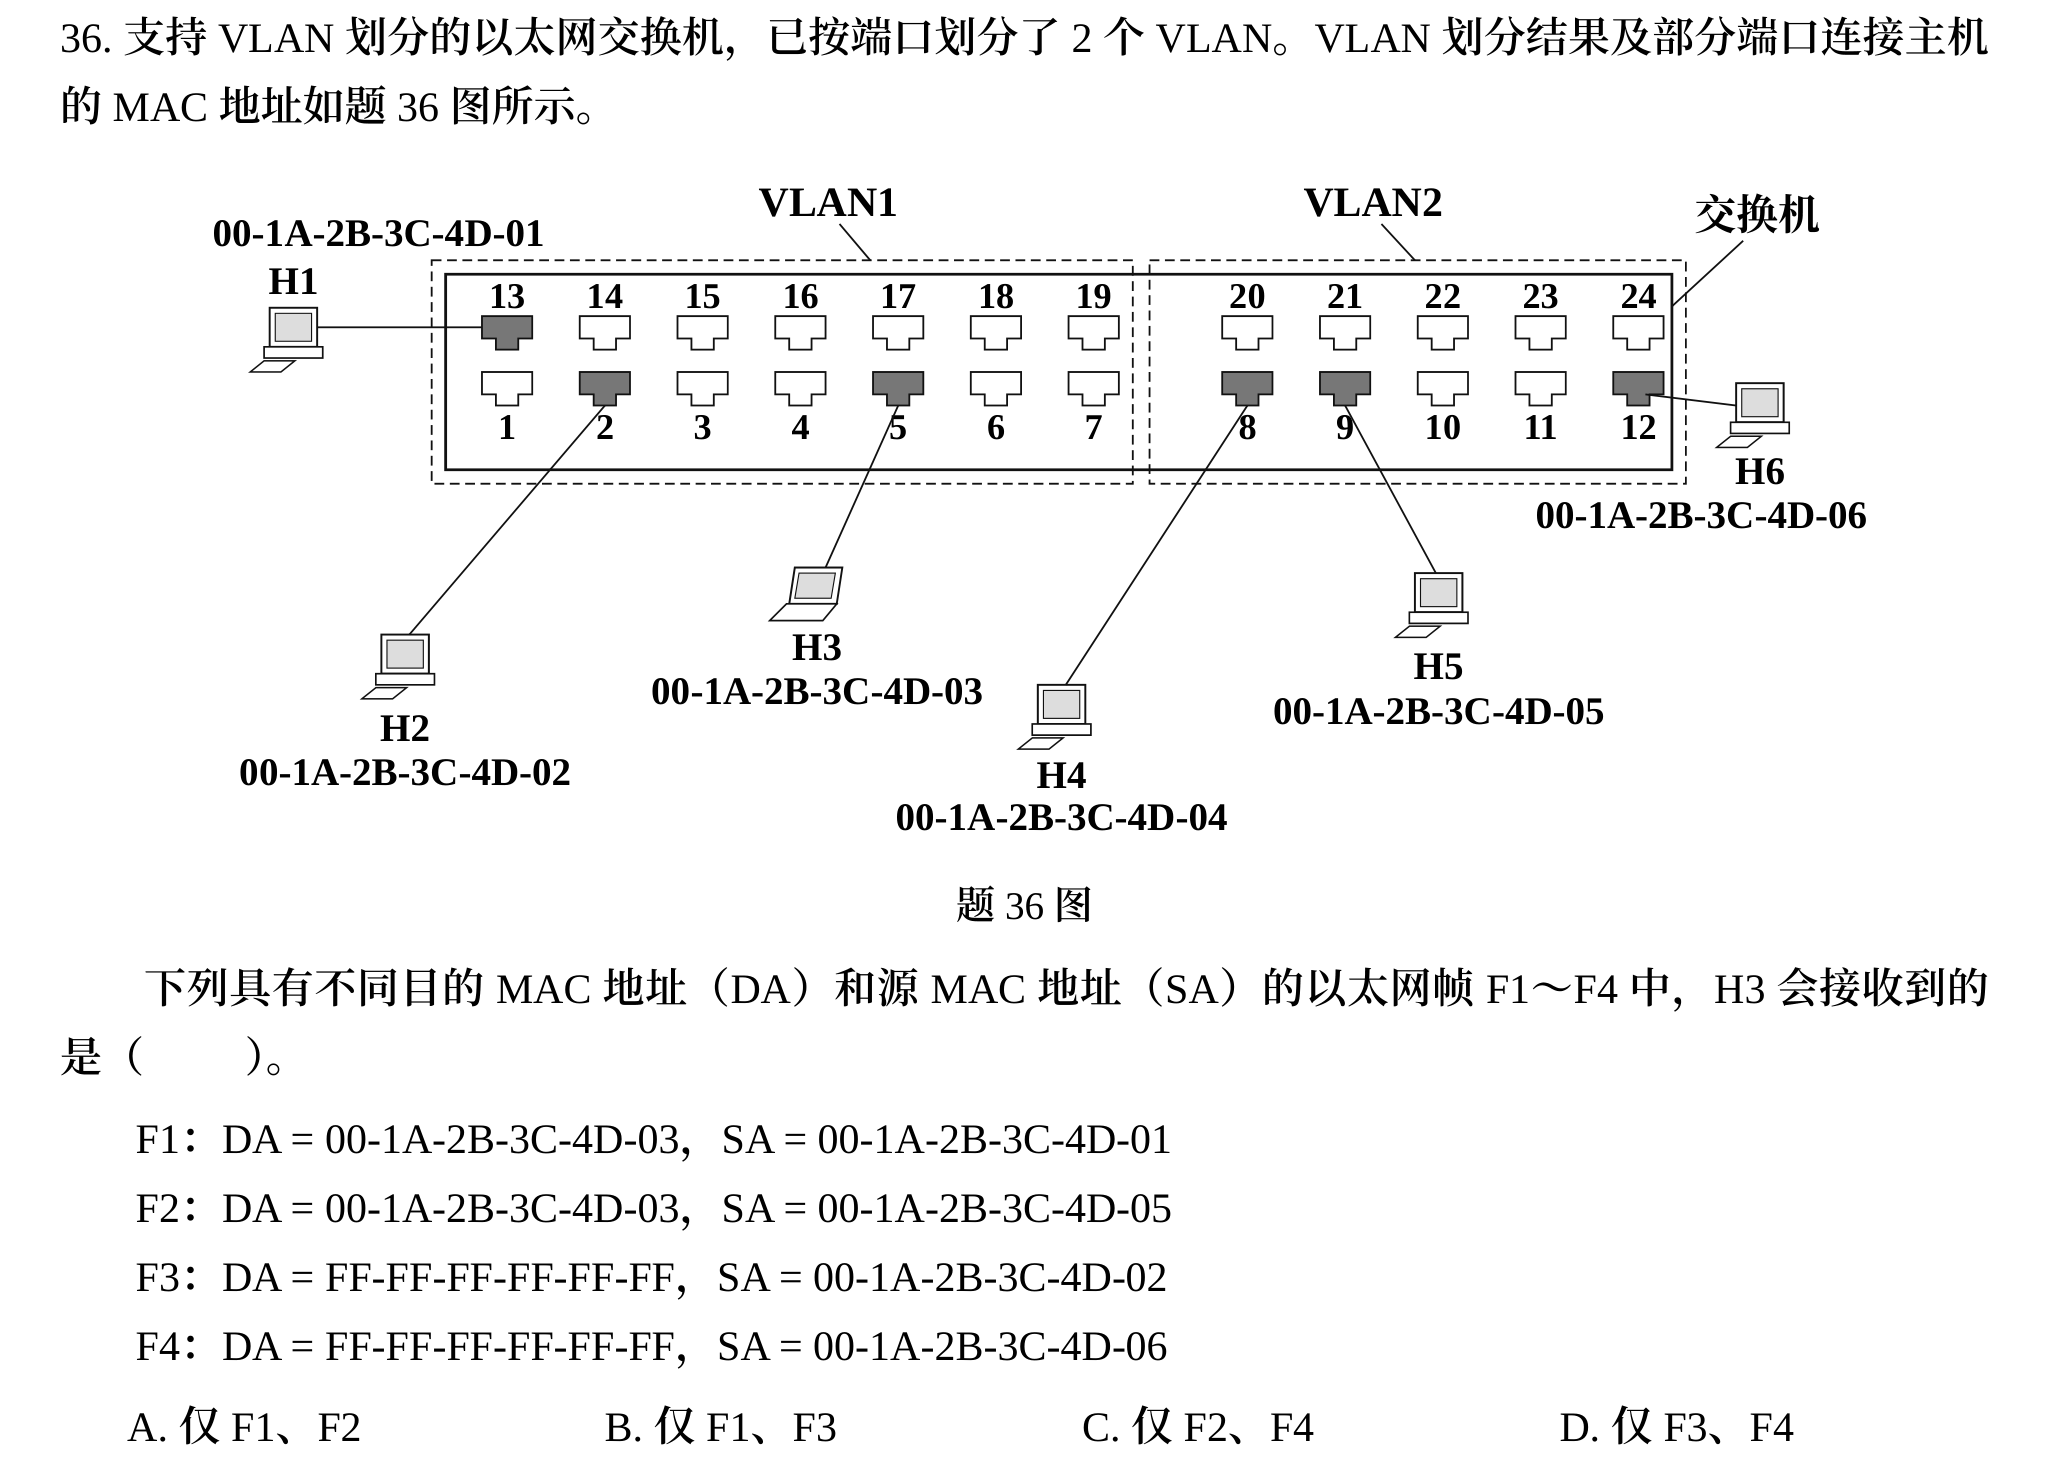 36. 支持 VLAN 划分的以太网交换机，已按端口划分了 2 个 VLAN。VLAN 划分结果及部分端口连接主机
的 MAC 地址如题 36 图所示。
VLAN1
VLAN2
交换机
00-1A-2B-3C-4D-01
H1
13 14 15 16 17 18 19 20 21 22 23 24
1 2 3 4 5 6 7 8 9 10 11 12
H6
00-1A-2B-3C-4D-06
H3
00-1A-2B-3C-4D-03
H5
00-1A-2B-3C-4D-05
H2
00-1A-2B-3C-4D-02
H4
00-1A-2B-3C-4D-04
题 36 图
下列具有不同目的 MAC 地址（DA）和源 MAC 地址（SA）的以太网帧 F1～F4 中，H3 会接收到的
是（　　）。
F1：DA = 00-1A-2B-3C-4D-03，SA = 00-1A-2B-3C-4D-01
F2：DA = 00-1A-2B-3C-4D-03，SA = 00-1A-2B-3C-4D-05
F3：DA = FF-FF-FF-FF-FF-FF，SA = 00-1A-2B-3C-4D-02
F4：DA = FF-FF-FF-FF-FF-FF，SA = 00-1A-2B-3C-4D-06
A. 仅 F1、F2 B. 仅 F1、F3 C. 仅 F2、F4 D. 仅 F3、F4